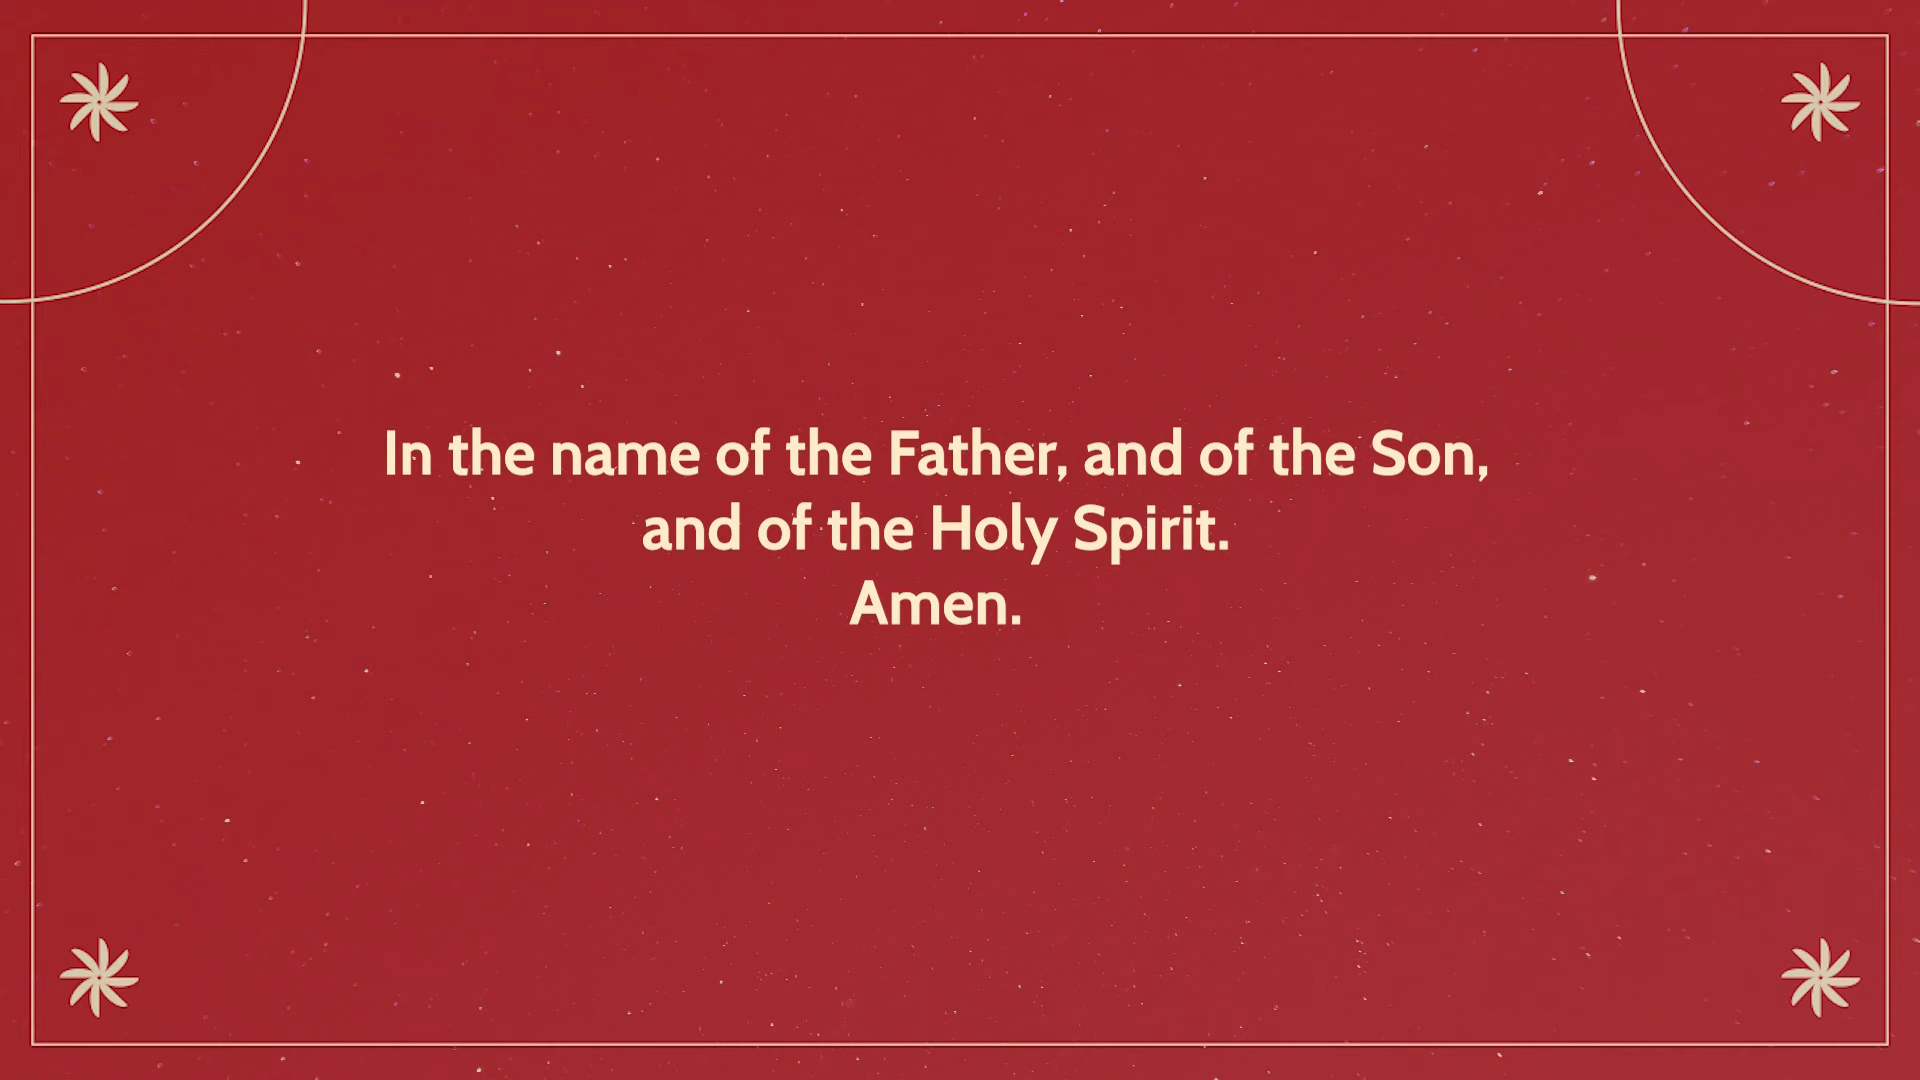 In the name of the Father, and of the Son,
and of the Holy Spirit.
Amen.